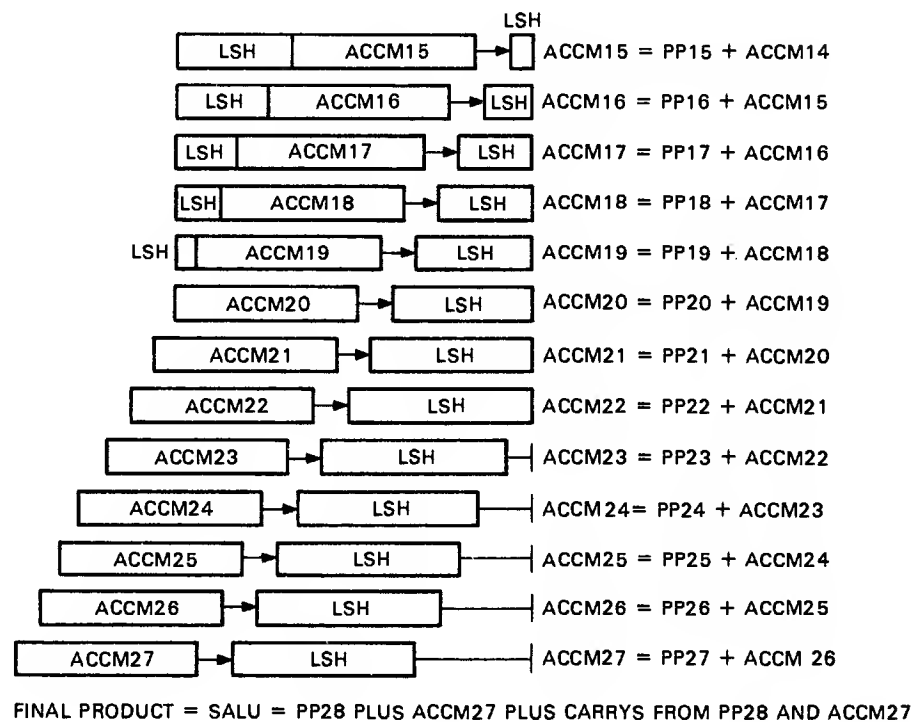 LSH
LSH ACCM15 ACCM15 = PP15 + ACCM14
LSH ACCM16 LSH ACCM16 = PP16 + ACCM15
LSH ACCM17 LSH ACCM17 = PP17 + ACCM16
LSH ACCM18 LSH ACCM18 = PP18 + ACCM17
LSH ACCM19 LSH ACCM19 = PP19 + ACCM18
ACCM20 LSH ACCM20 = PP20 + ACCM19
ACCM21 LSH ACCM21 = PP21 + ACCM20
ACCM22 LSH ACCM22 = PP22 + ACCM21
ACCM23 LSH ACCM23 = PP23 + ACCM22
ACCM24 LSH ACCM24= PP24 + ACCM23
ACCM25 LSH ACCM25 = PP25 + ACCM24
ACCM26 LSH ACCM26 = PP26 + ACCM25
ACCM27 LSH ACCM27 = PP27 + ACCM 26
FINAL PRODUCT = SALU = PP28 PLUS ACCM27 PLUS CARRYS FROM PP28 AND ACCM27